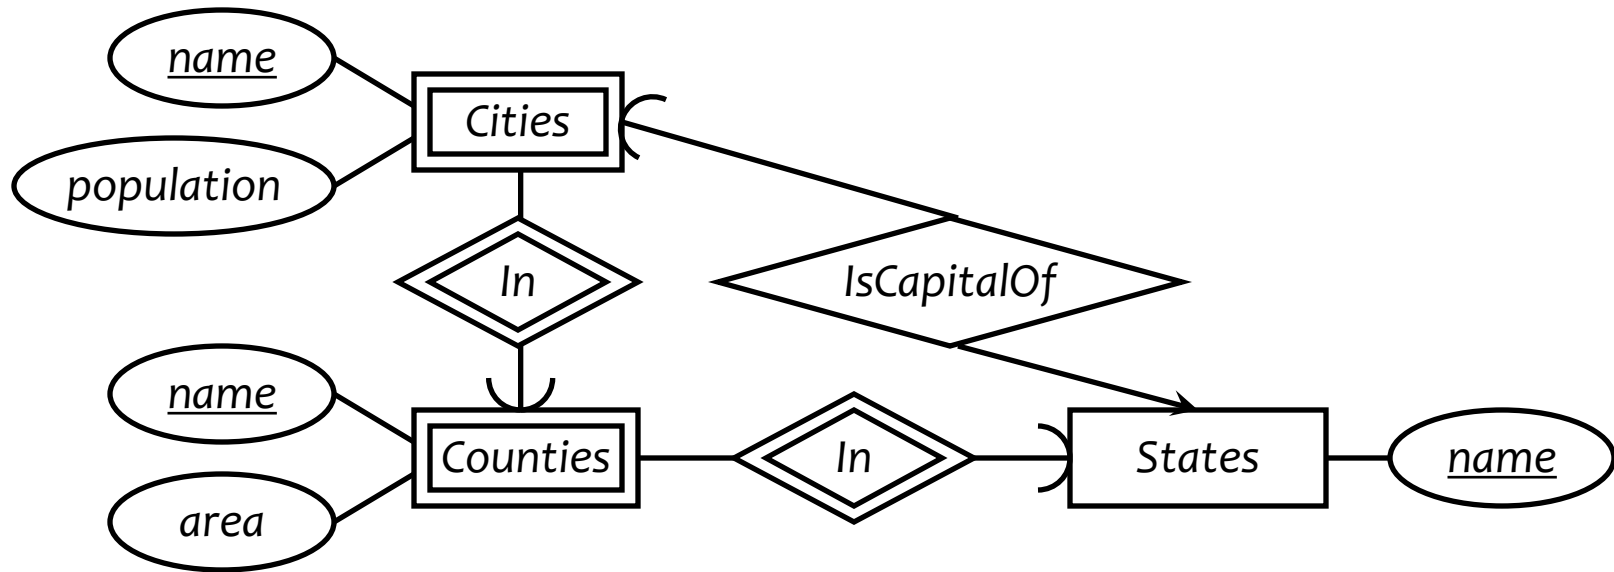 name
Cities
population
In
IsCapitalOf
name
Counties
In
States
name
area